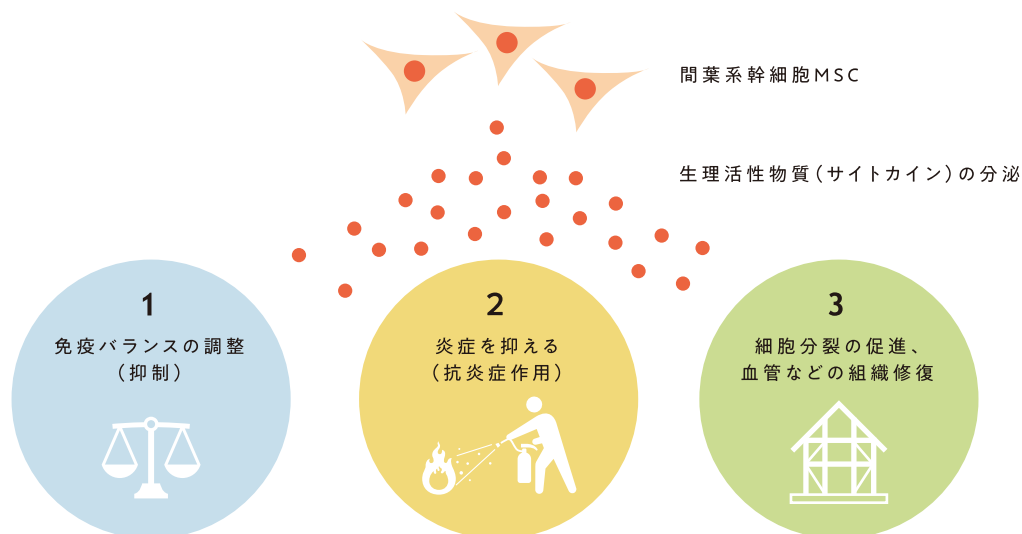 間葉系幹細胞MSC
生理活性物質(サイトカイン)の分泌
1
免疫バランスの調整
(抑制)
2
炎症を抑える
(抗炎症作用)
3
細胞分裂の促進、
血管などの組織修復